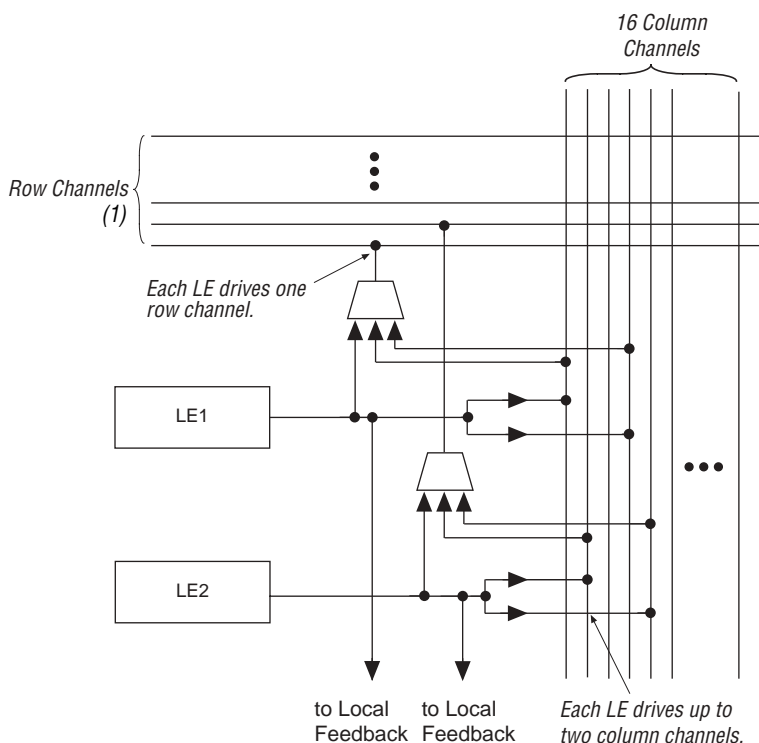 16 Column
Channels
Row Channels
(1)
Each LE drives one
row channel.
LE1
LE2
to Local
Feedback
to Local
Feedback
Each LE drives up to
two column channels.